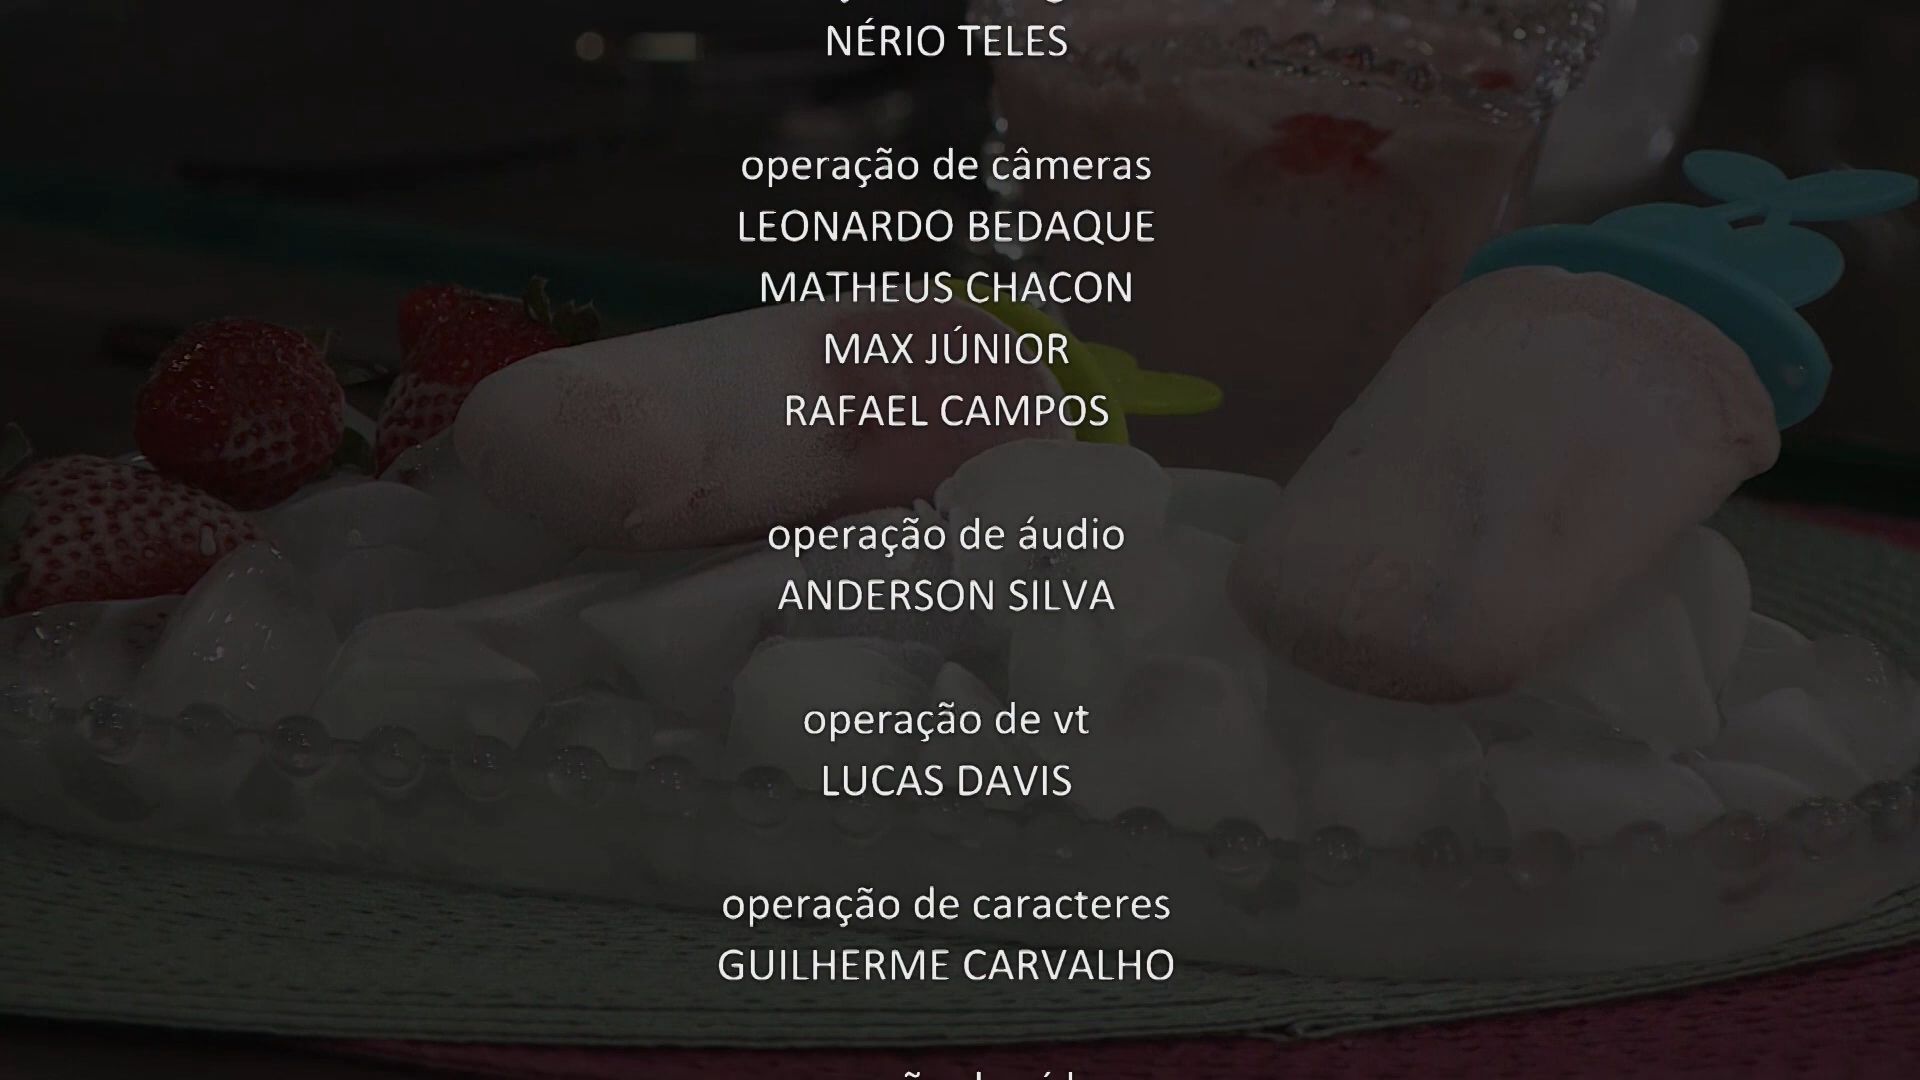 NÉRIO TELES
operação de câmeras
LEONARDO BEDAQUE
MATHEUS CHACON
MAX JÚNIOR
RAFAEL CAMPOS
operação de áudio
ANDERSON SILVA
operação de vt
LUCAS DAVIS
operação de caracteres
GUILHERME CARVALHO